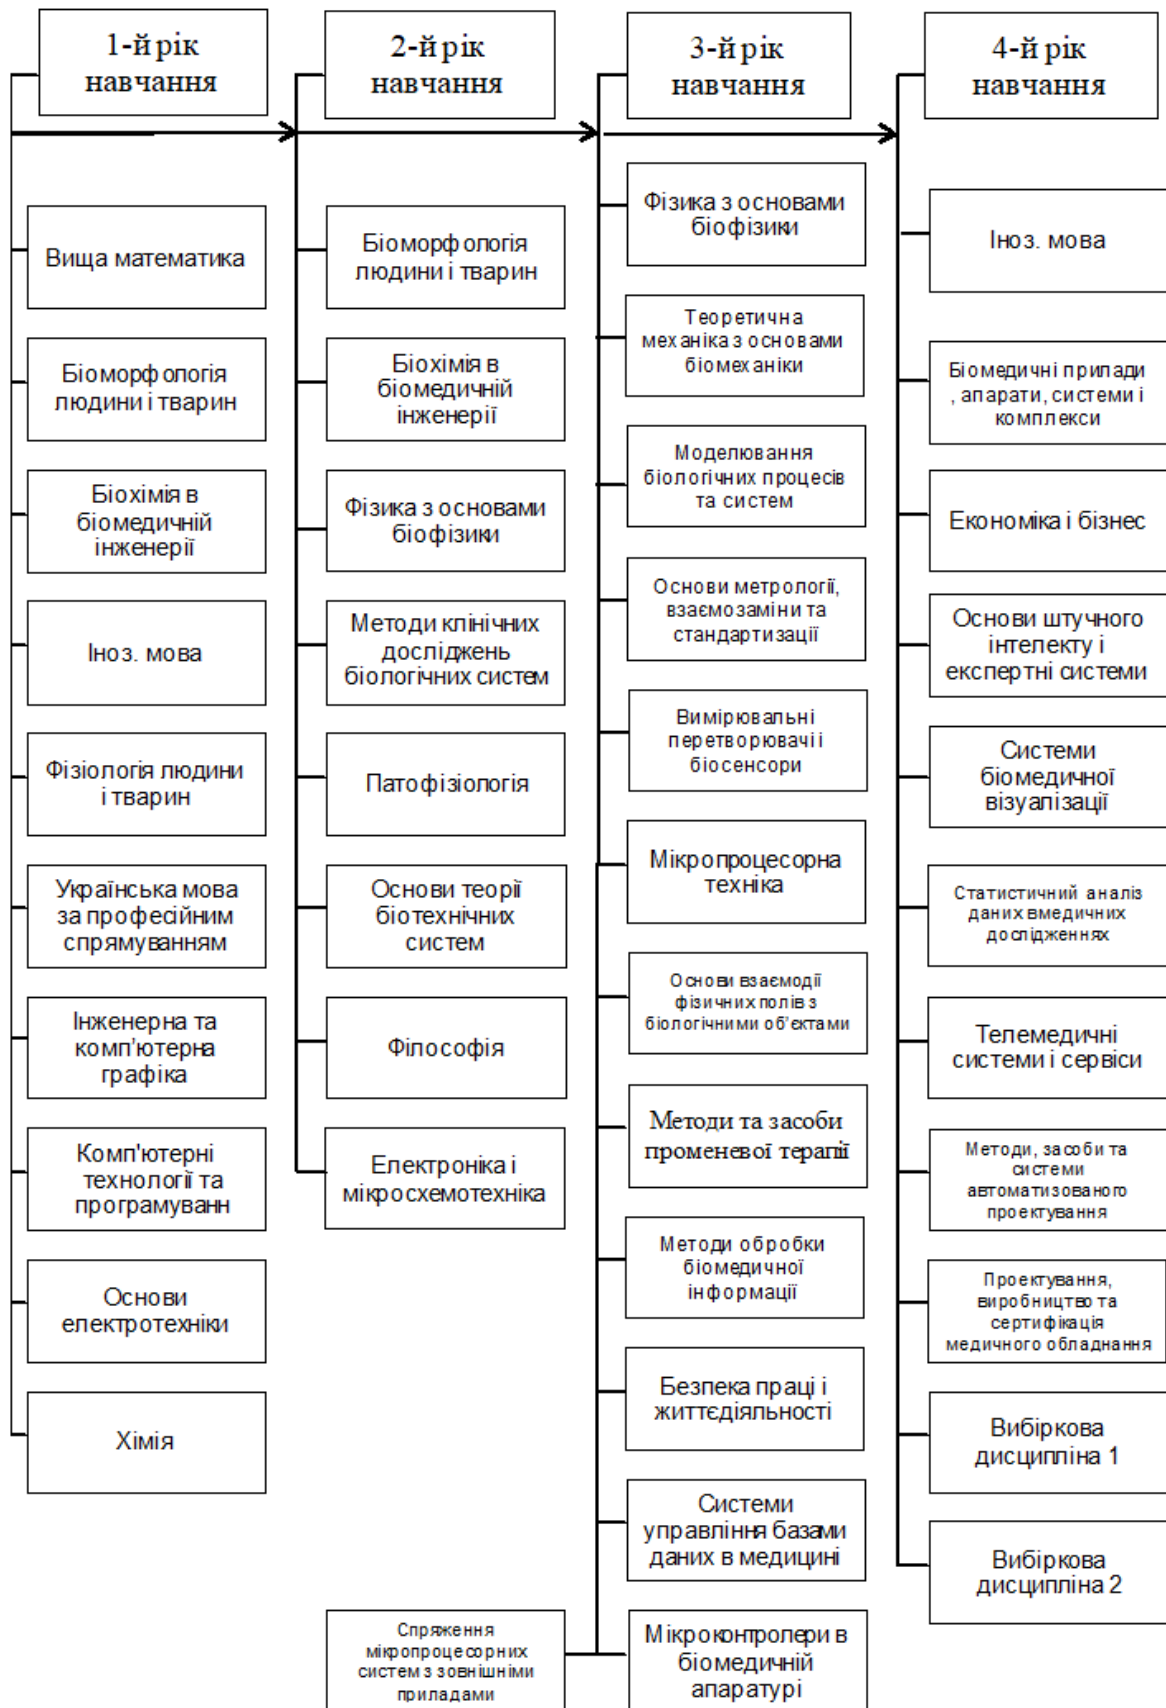 1-й рік
навчання
2-й рік
навчання
3-й рік
навчання
4-й рік
навчання
Вища математика
Біоморфологія
людини і тварин
Біохімія в
біомедичній
інженерії
Іноз. мова
Фізіологія людини
і тварин
Українська мова
за професійним
спрямуванням
Інженерна та
комп’ютерна
графіка
Комп'ютерні
технології та
програмуванн
Основи
електротехніки
Хімія
Біоморфологія
людини і тварин
Біохімія в
біомедичній
інженерії
Фізика з основами
біофізики
Методи клінічних
досліджень
біологічних систем
Патофізіологія
Основи теорії
біотехнічних
систем
Філософія
Електроніка і
мікросхемотехніка
Спряження
мікропроцесорних
систем з зовнішніми
приладами
Фізика з основами
біофізики
Теоретична
механіка з основами
біомеханіки
Моделювання
біологічних процесів
та систем
Основи метрології,
взаємозаміни та
стандартизації
Вимірювальні
перетворювачі і
біосенсори
Мікропроцесорна
техніка
Основи взаємодії
фізичних полів з
біологічними об’єктами
Методи та засоби
променевої терапії
Методи обробки
біомедичної
інформації
Безпека праці і
життєдіяльності
Системи
управління базами
даних в медицині
Мікроконтролери в
біомедичній
апаратурі
Іноз. мова
Біомедичні прилади
, апарати, системи і
комплекси
Економіка і бізнес
Основи штучного
інтелекту і
експертні системи
Системи
біомедичної
візуалізації
Статистичний аналіз
даних вмедичних
дослідженнях
Телемедичні
системи і сервіси
Методи, засоби та
системи
автоматизованого
проектування
Проектування,
виробництво та
сертифікація
медичного обладнання
Вибіркова
дисципліна 1
Вибіркова
дисципліна 2